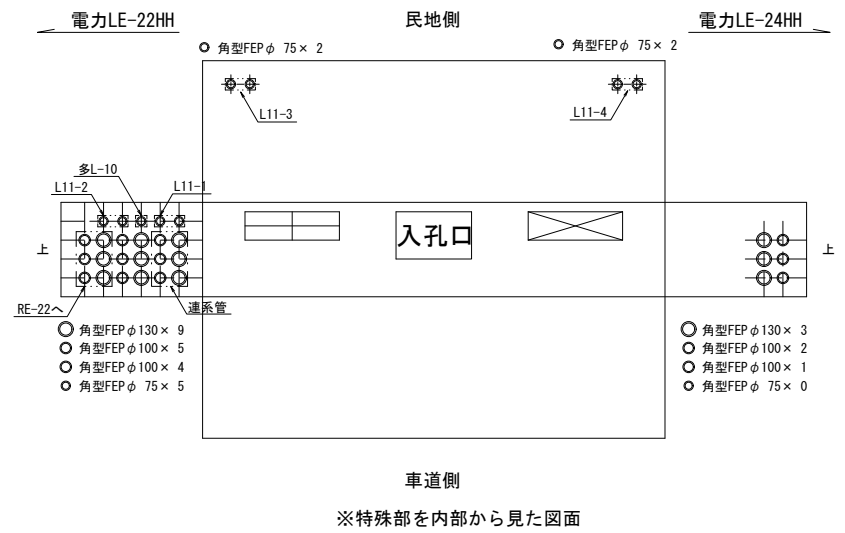 電力LE-22HH
民地側
電力LE-24HH
角型FEPφ 75× 2
角型FEPφ 75× 2
L11-3
L11-4
多L-10
L11-2
L11-1
入孔口
上
上
RE-22へ
連系管
角型FEPφ130× 9
角型FEPφ100× 5
角型FEPφ100× 4
角型FEPφ 75× 5
角型FEPφ130× 3
角型FEPφ100× 2
角型FEPφ100× 1
角型FEPφ 75× 0
車道側
※特殊部を内部から見た図面